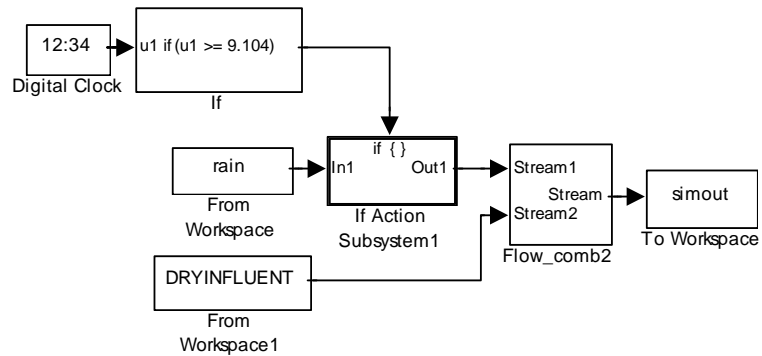 12:34
Digital Clock
u1 if(u1 >= 9.104)
If
rain
From
Workspace
if { }
In1 Out1
If Action
Subsystem1
Stream1
Stream
Stream2
Flow_comb2
simout
To Workspace
DRYINFLUENT
From
Workspace1